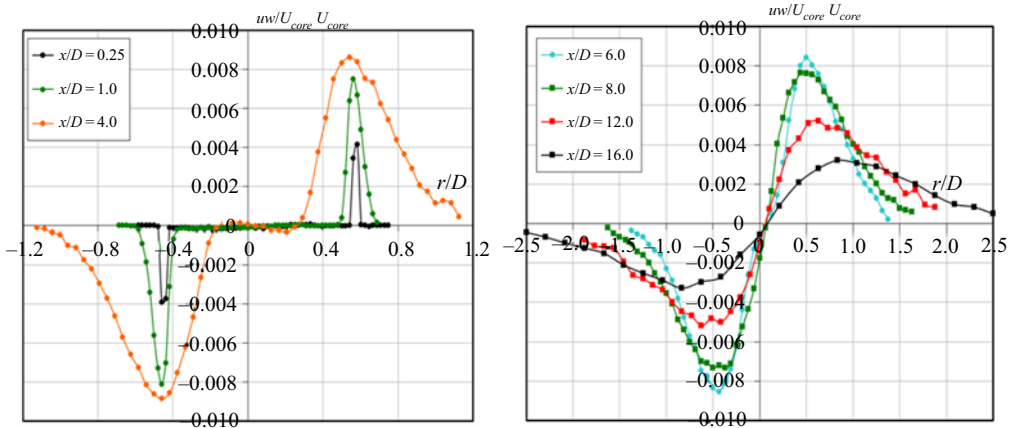 uw/U_core U_core
0.010
x/D = 0.25
0.008
x/D = 1.0
0.006
x/D = 4.0
0.004
0.002
r/D
0
−1.2 −0.8 −0.4 0 0.4 0.8 1.2
−0.002
−0.004
−0.006
−0.008
−0.010
uw/U_core U_core
0.010
x/D = 6.0
0.008
x/D = 8.0
0.006
x/D = 12.0
0.004
x/D = 16.0
0.002
r/D
0
−2.5 −2.0 −1.5 −1.0 −0.5 0 0.5 1.0 1.5 2.0 2.5
−0.002
−0.004
−0.006
−0.008
−0.010